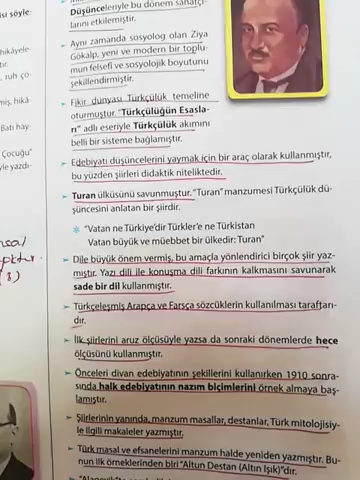 Düşünceleriyle bu dönem sanatçı-
larını etkilemiştir.
Aynı zamanda sosyolog olan Ziya
Gökalp, yeni ve modern bir toplu-
mun felsefi ve sosyolojik boyutunu
şekillendirmiştir.
Fikir dünyası Türkçülük temeline
oturmuştur. "Türkçülüğün Esasla-
rı" adlı eseriyle Türkçülük akımını
belli bir sisteme bağlamıştır.
Edebiyatı düşüncelerini yaymak için bir araç olarak kullanmıştır,
bu yüzden şiirleri didaktik niteliktedir.
Turan ülküsünü savunmuştur. "Turan" manzumesi Türkçülük dü-
şüncesini anlatan bir şiirdir.
"Vatan ne Türkiye'dir Türkler'e ne Türkistan
Vatan büyük ve müebbet bir ülkedir: Turan"
Dile büyük önem vermiş, bu amaçla yönlendirici birçok şiir yaz-
mıştır. Yazı dili ile konuşma dili farkının kalkmasını savunarak
sade bir dil kullanmıştır.
Türkçeleşmiş Arapça ve Farsça sözcüklerin kullanılması taraftarı-
dır.
İlk şiirlerini aruz ölçüsüyle yazsa da sonraki dönemlerde hece
ölçüsünü kullanmıştır.
Önceleri divan edebiyatının şekillerini kullanırken 1910 sonra-
sında halk edebiyatının nazım biçimlerini örnek almaya baş-
lamıştır.
Şiirlerinin yanında, manzum masallar, destanlar, Türk mitolojisiy-
le ilgili makaleler yazmıştır.
Türk masal ve efsanelerini manzum halde yeniden yazmıştır. Bu-
nun ilk örneklerinden biri "Altun Destan (Altın Işık)"dır.